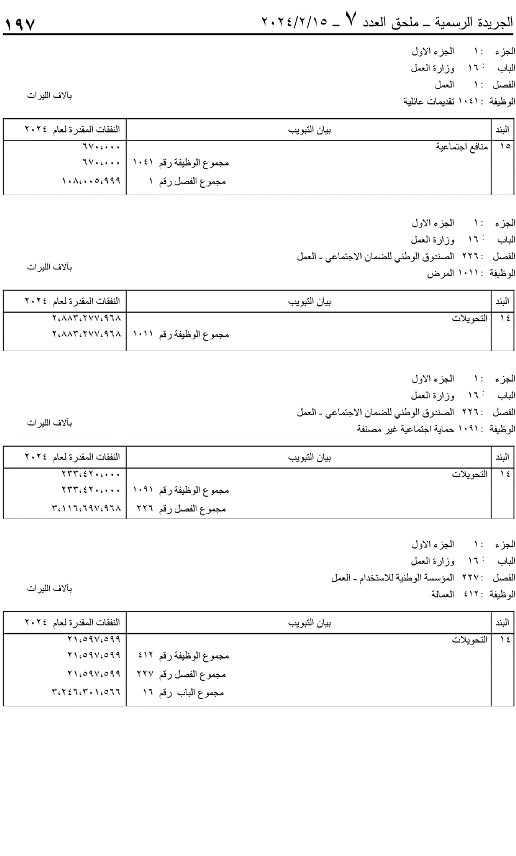 الجريدة الرسمية ــ ملحق العدد ٧ ــ ٢٠٢٤/٢/١٥ ١٩٧
الجزء : ١ الجزء الاول
الباب : ١٦ وزارة العمل
الفصل : ١ العمل
الوظيفة : ١٠٤١ تقديمات عائلية
بآلاف الليرات
البند بيان التبويب النفقات المقدرة لعام ٢٠٢٤
١٥ منافع اجتماعية ٦٧٠،٠٠٠
مجموع الوظيفة رقم ١٠٤١ ٦٧٠،٠٠٠
مجموع الفصل رقم ١ ١٠٨،٠٠٥،٩٩٩
الجزء : ١ الجزء الاول
الباب : ١٦ وزارة العمل
الفصل : ٢٢٦ الصندوق الوطني للضمان الاجتماعي - العمل
الوظيفة : ١٠١١ المرض
بآلاف الليرات
البند بيان التبويب النفقات المقدرة لعام ٢٠٢٤
١٤ التحويلات ٢،٨٨٣،٢٧٧،٩٦٨
مجموع الوظيفة رقم ١٠١١ ٢،٨٨٣،٢٧٧،٩٦٨
الجزء : ١ الجزء الاول
الباب : ١٦ وزارة العمل
الفصل : ٢٢٦ الصندوق الوطني للضمان الاجتماعي - العمل
الوظيفة : ١٠٩١ حماية اجتماعية غير مصنفة
بآلاف الليرات
البند بيان التبويب النفقات المقدرة لعام ٢٠٢٤
١٤ التحويلات ٢٣٣،٤٢٠،٠٠٠
مجموع الوظيفة رقم ١٠٩١ ٢٣٣،٤٢٠،٠٠٠
مجموع الفصل رقم ٢٢٦ ٣،١١٦،٦٩٧،٩٦٨
الجزء : ١ الجزء الاول
الباب : ١٦ وزارة العمل
الفصل : ٢٢٧ المؤسسة الوطنية للاستخدام - العمل
الوظيفة : ٤١٢ العمالة
بآلاف الليرات
البند بيان التبويب النفقات المقدرة لعام ٢٠٢٤
١٤ التحويلات ٢١،٥٩٧،٥٩٩
مجموع الوظيفة رقم ٤١٢ ٢١،٥٩٧،٥٩٩
مجموع الفصل رقم ٢٢٧ ٢١،٥٩٧،٥٩٩
مجموع الباب رقم ١٦ ٣،٢٤٦،٣٠١،٥٦٦